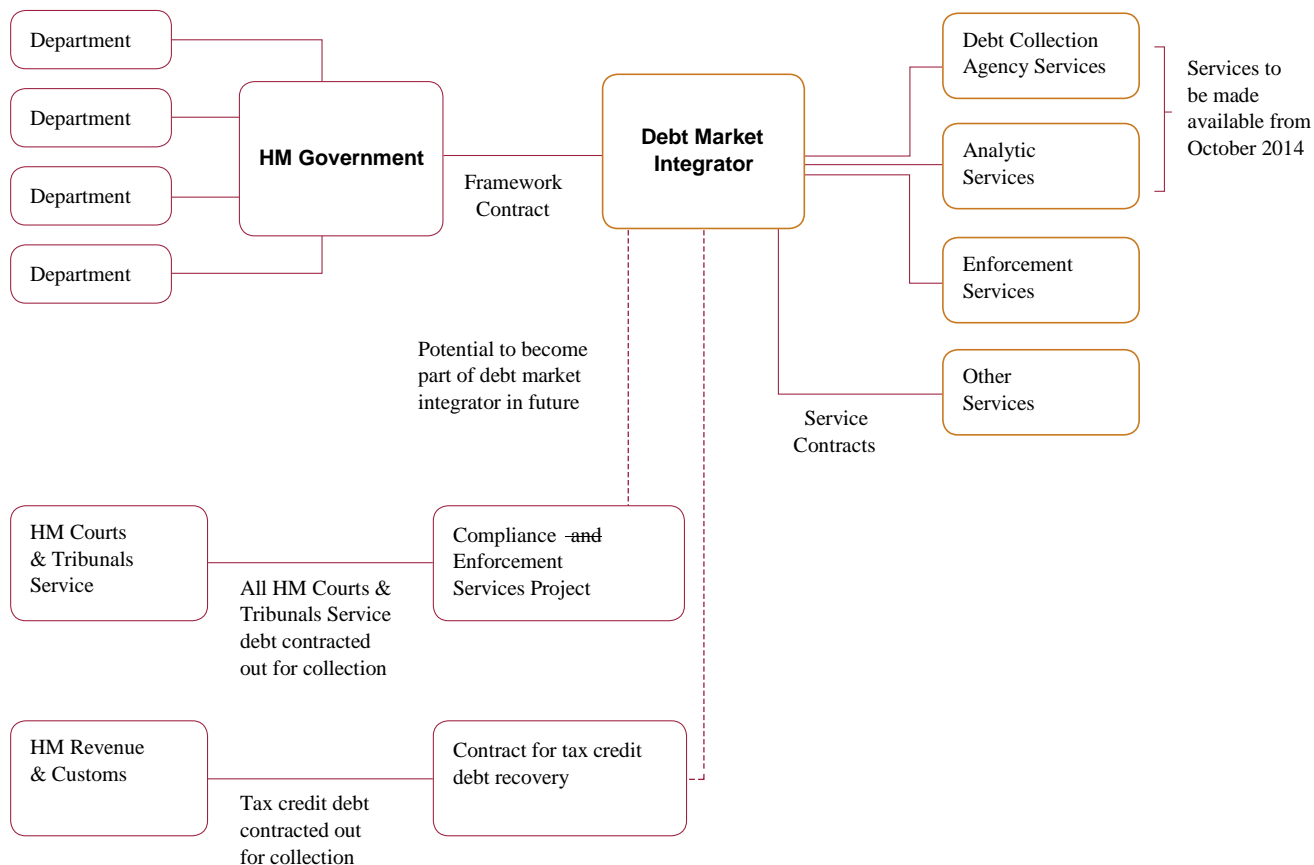 Department
Department
Department
Department
HM Government
Framework
Contract
Debt Market
Integrator
Debt Collection
Agency Services
Analytic
Services
Enforcement
Services
Other
Services
Services to
be made
available from
October 2014
Service
Contracts
Potential to become
part of debt market
integrator in future
HM Courts
& Tribunals
Service
All HM Courts &
Tribunals Service
debt contracted
out for collection
Compliance and
Enforcement
Services Project
HM Revenue
& Customs
Tax credit debt
contracted out
for collection
Contract for tax credit
debt recovery